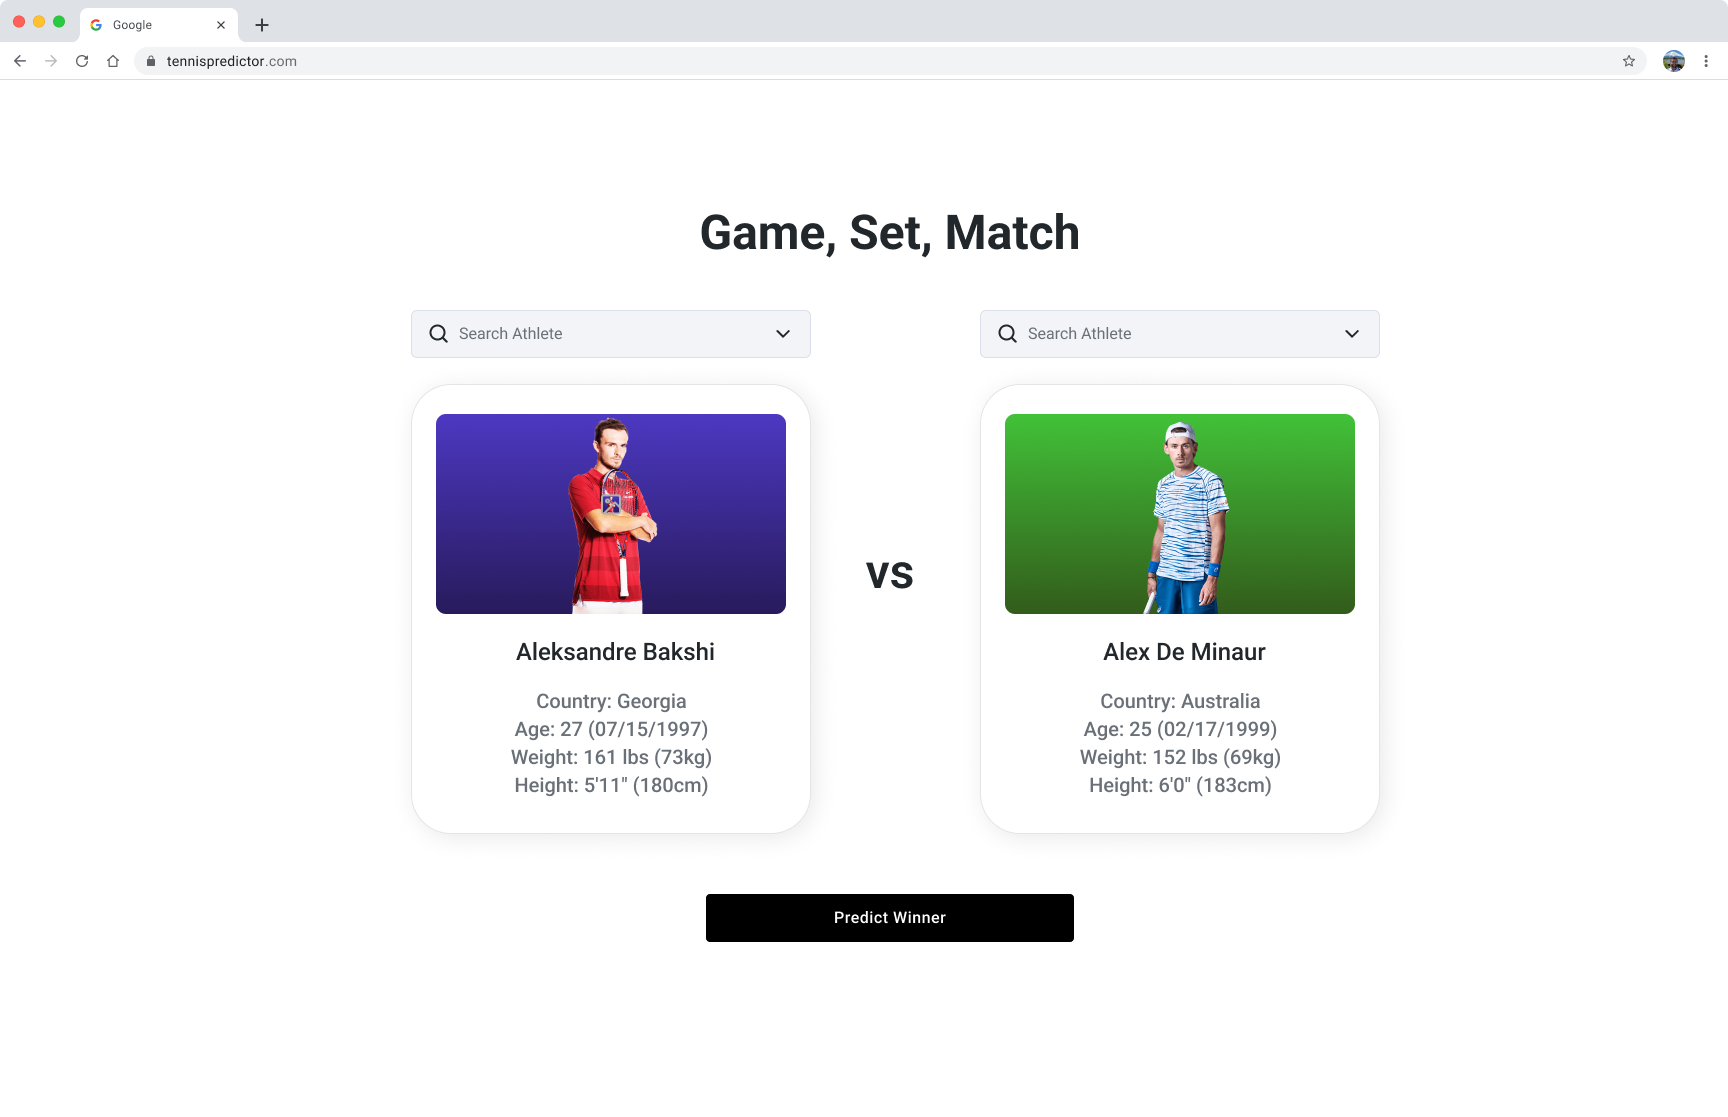 Google
tennispredictor.com
Game, Set, Match
Search Athlete
Search Athlete
Aleksandre Bakshi
Country: Georgia
Age: 27 (07/15/1997)
Weight: 161 lbs (73kg)
Height: 5'11" (180cm)
vs
Alex De Minaur
Country: Australia
Age: 25 (02/17/1999)
Weight: 152 lbs (69kg)
Height: 6'0" (183cm)
Predict Winner